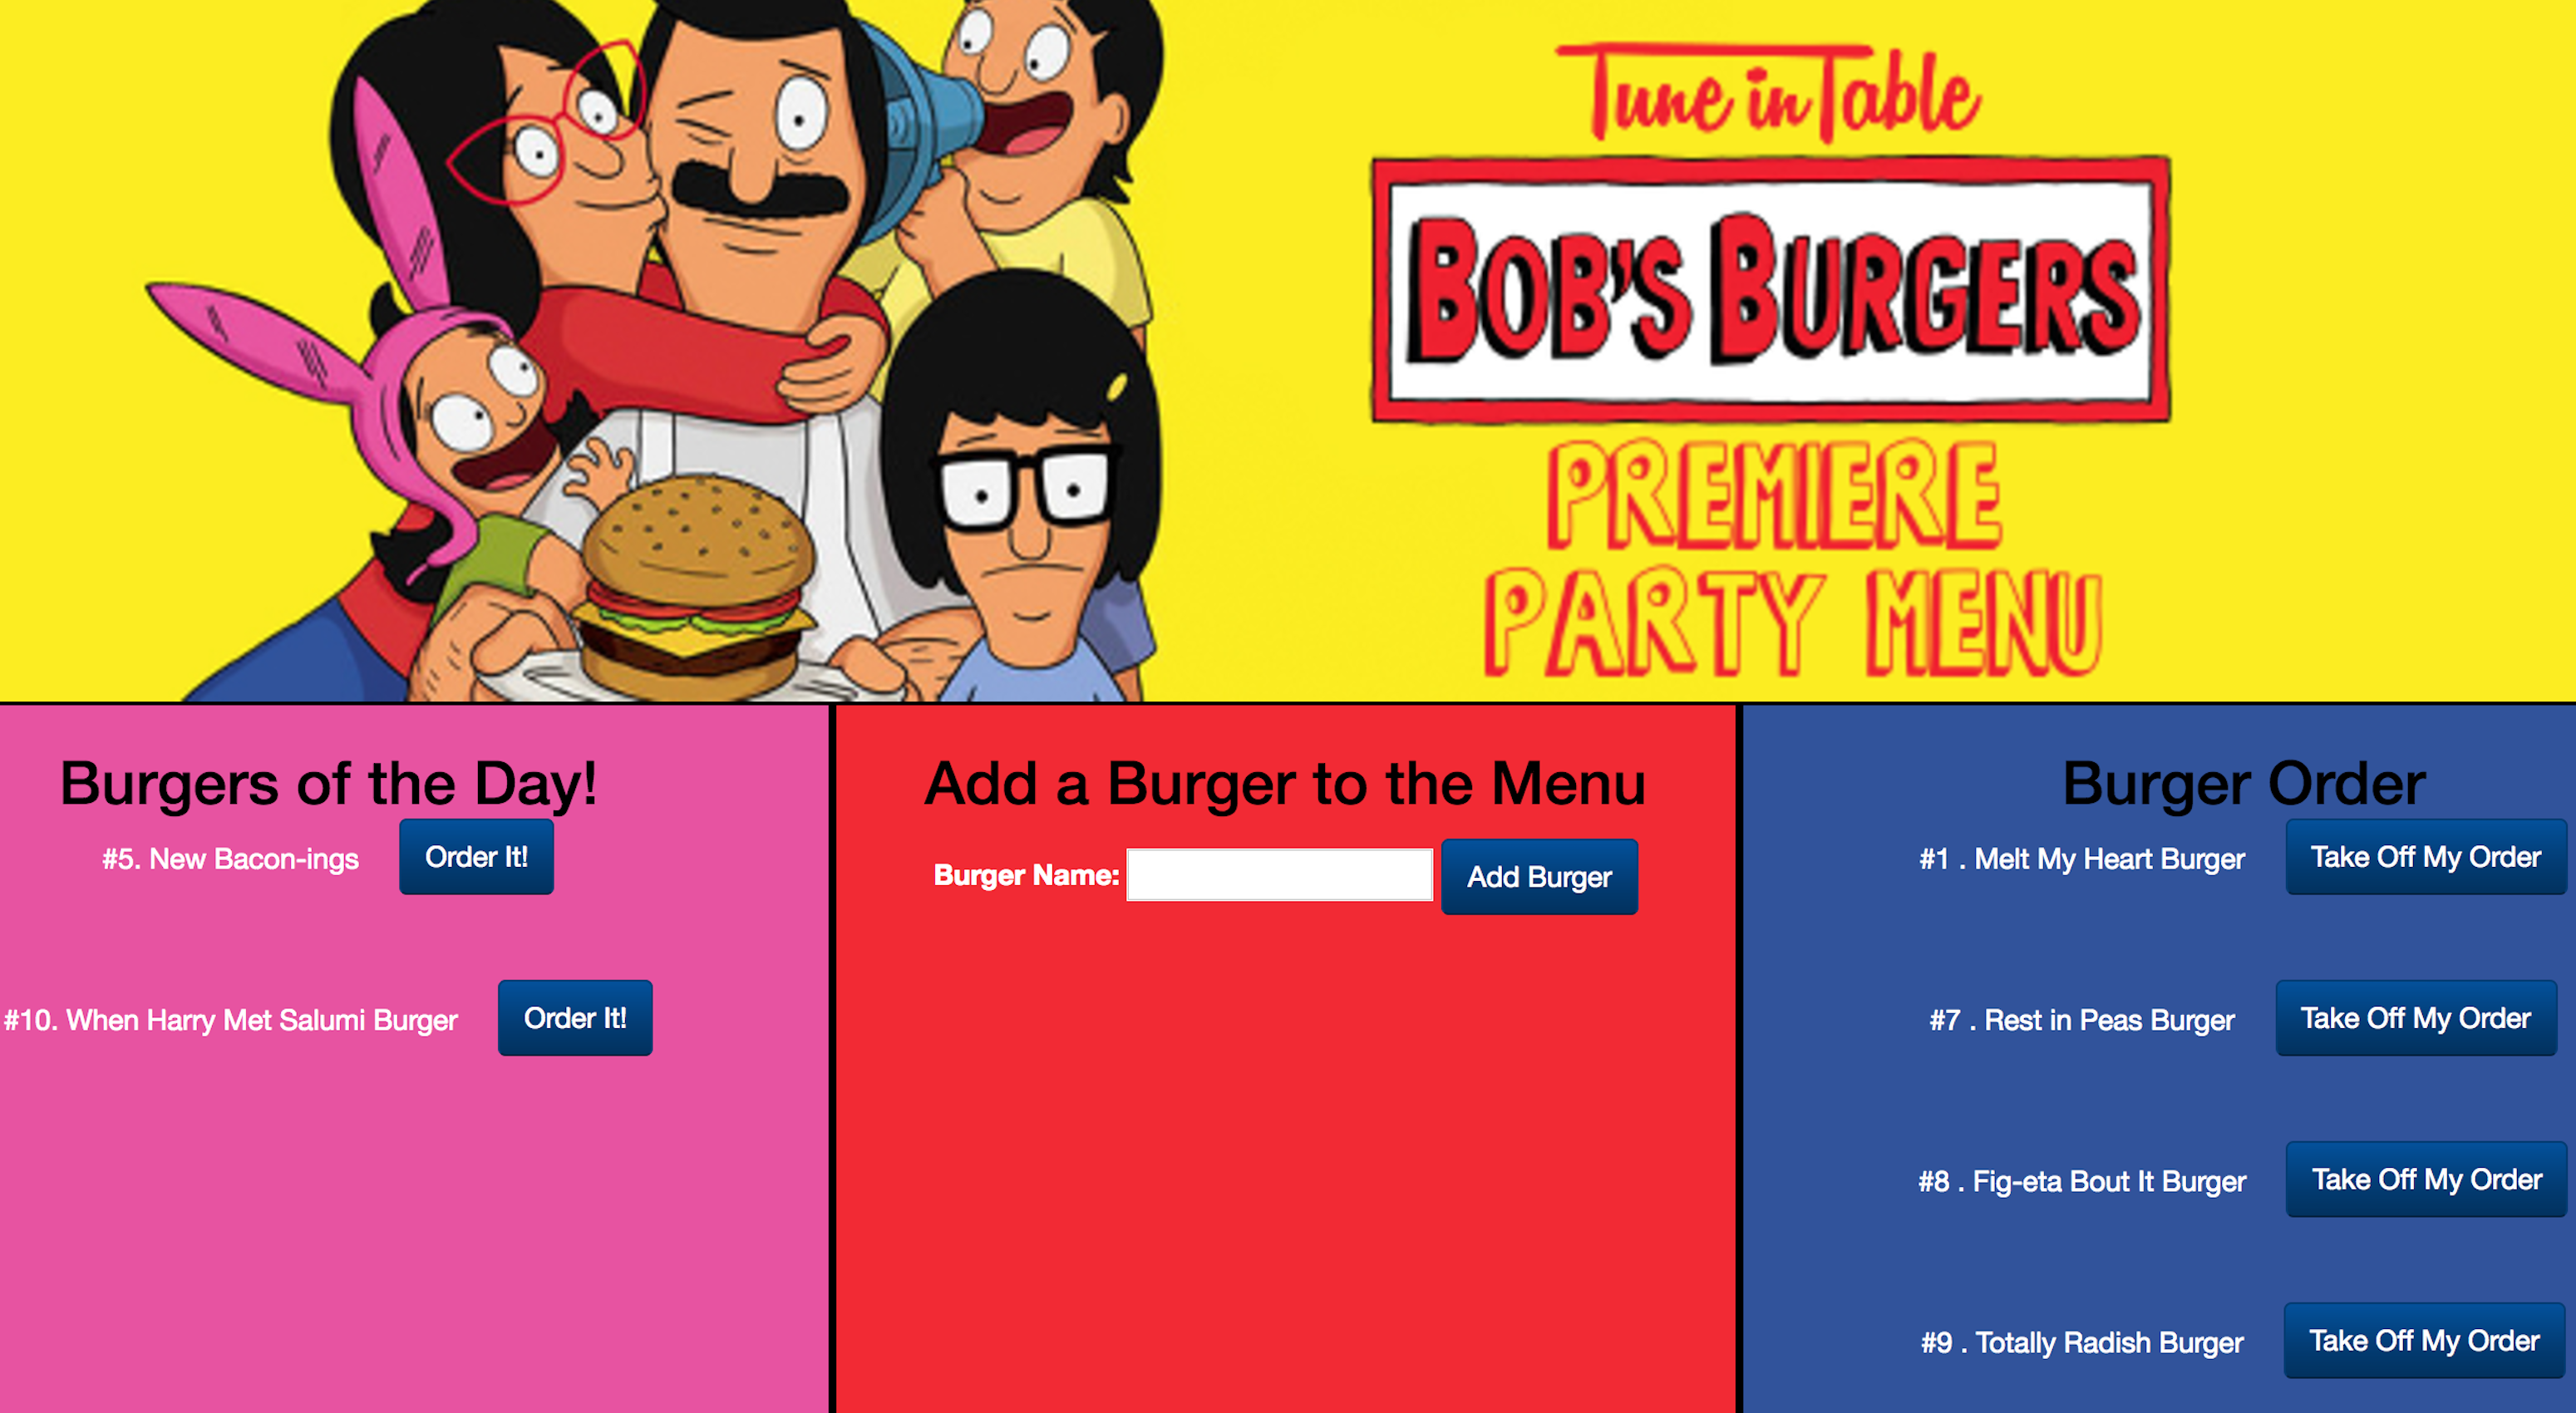 Tune in Table
BOB'S BURGERS
PREMIERE
PARTY MENU
Burgers of the Day!
#5. New Bacon-ings
Order It!
#10. When Harry Met Salumi Burger
Order It!
Add a Burger to the Menu
Burger Name:
Add Burger
Burger Order
#1 . Melt My Heart Burger
Take Off My Order
#7 . Rest in Peas Burger
Take Off My Order
#8 . Fig-eta Bout It Burger
Take Off My Order
#9 . Totally Radish Burger
Take Off My Order